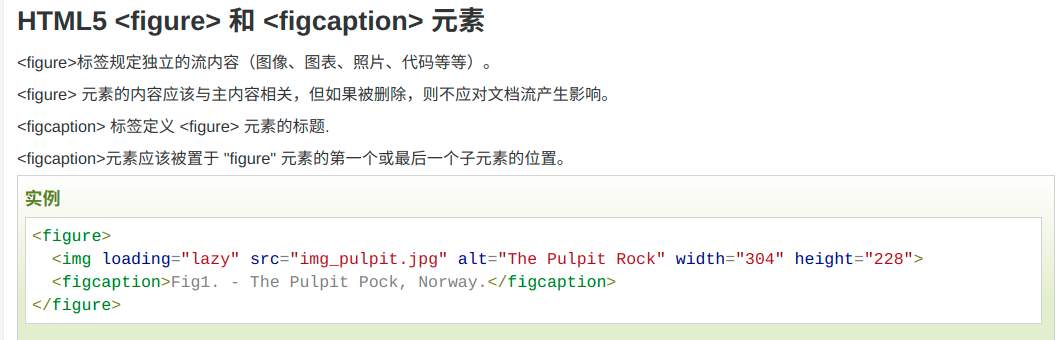 HTML5 <figure> 和 <figcaption> 元素
<figure>标签规定独立的流内容（图像、图表、照片、代码等等）。
<figure> 元素的内容应该与主内容相关，但如果被删除，则不应对文档流产生影响。
<figcaption> 标签定义 <figure> 元素的标题.
<figcaption>元素应该被置于 "figure" 元素的第一个或最后一个子元素的位置。
实例
<figure>
  <img loading="lazy" src="img_pulpit.jpg" alt="The Pulpit Rock" width="304" height="228">
  <figcaption>Fig1. - The Pulpit Pock, Norway.</figcaption>
</figure>